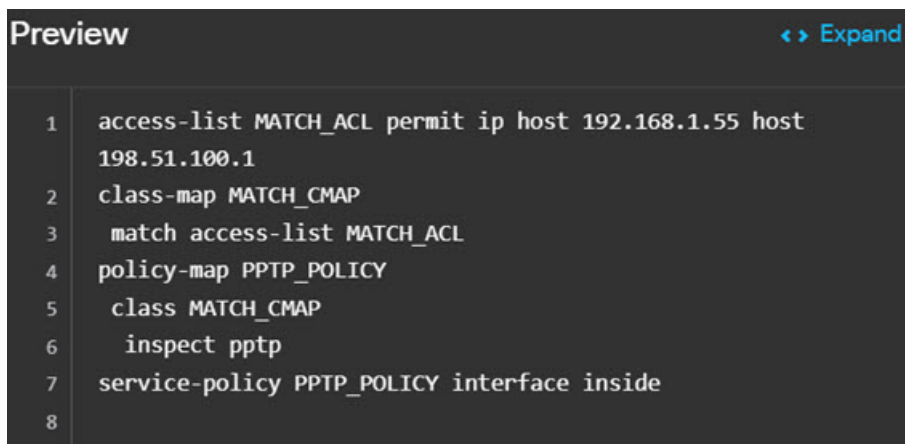 Preview
<> Expand
1 access-list MATCH_ACL permit ip host 192.168.1.55 host
198.51.100.1
2 class-map MATCH_CMAP
3 match access-list MATCH_ACL
4 policy-map PPTP_POLICY
5 class MATCH_CMAP
6 inspect pptp
7 service-policy PPTP_POLICY interface inside
8